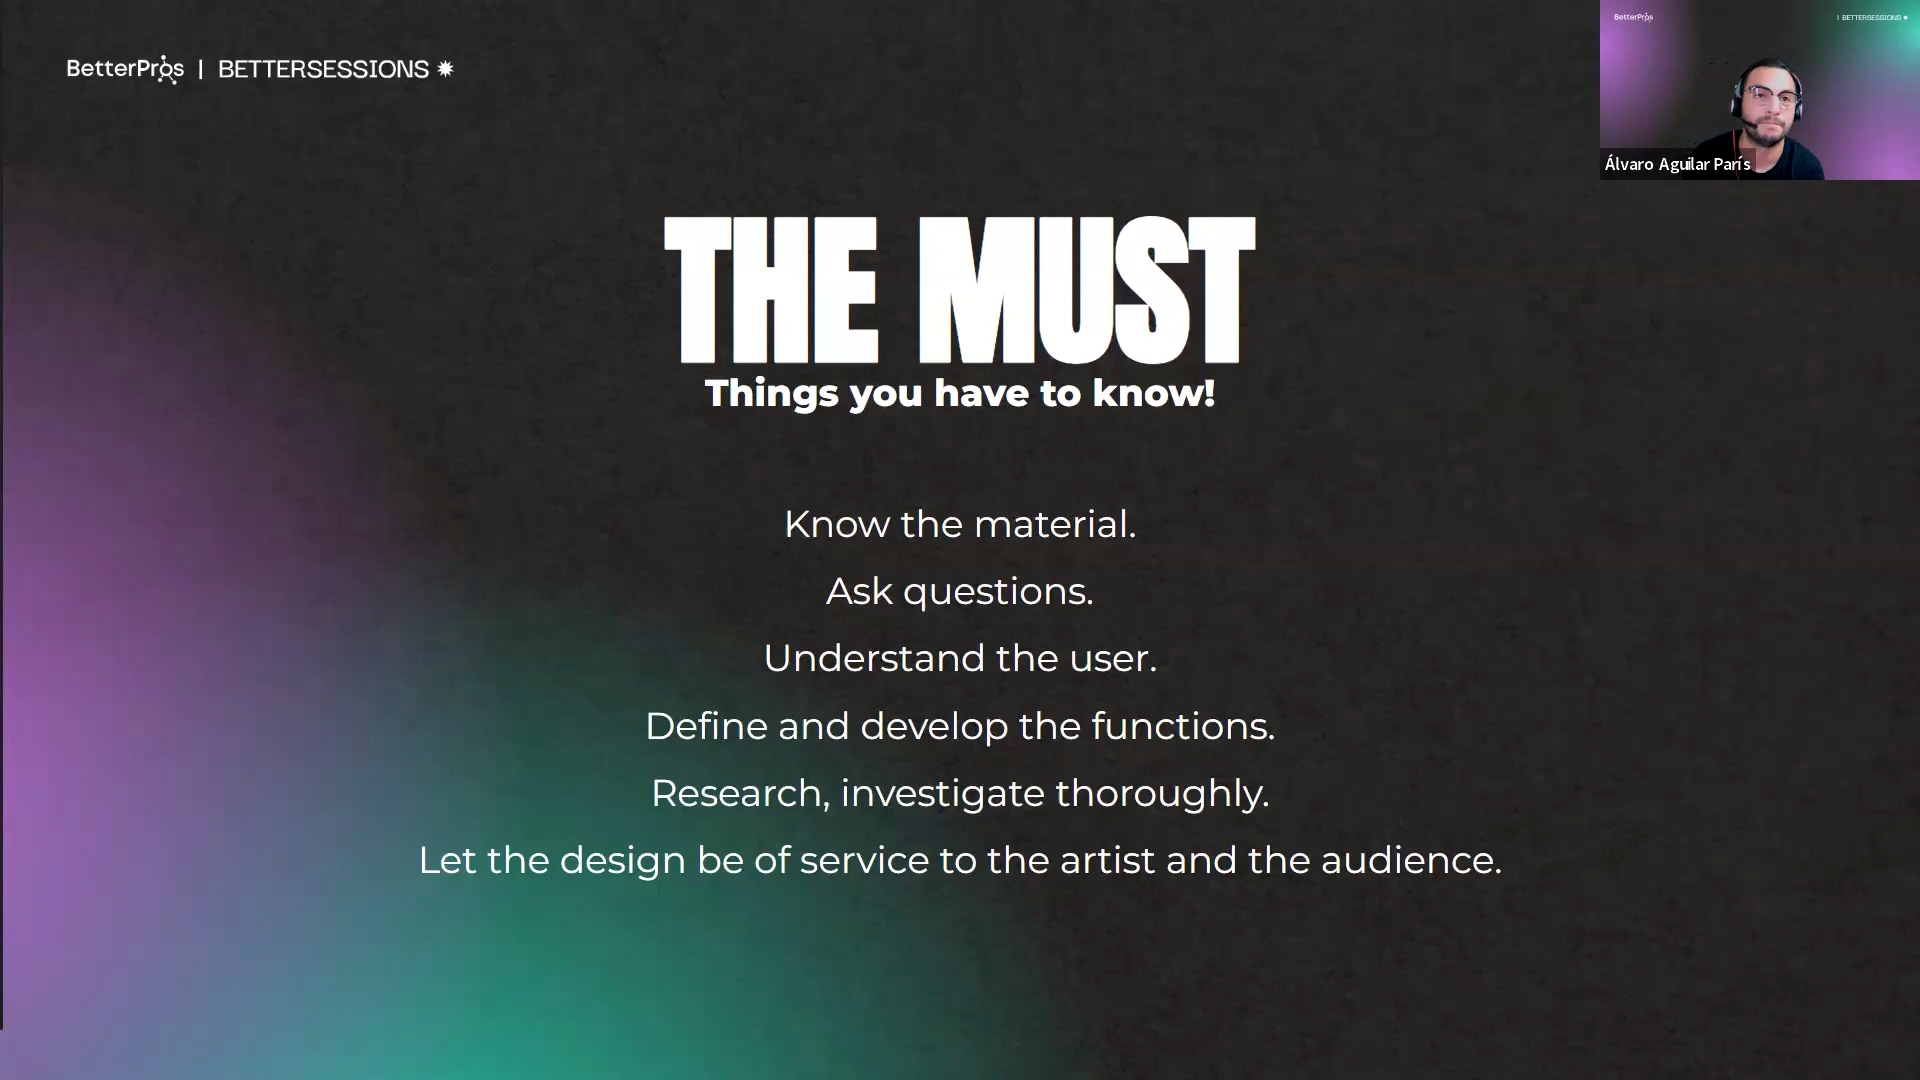 BetterPros | BETTERSESSIONS
BetterPros | BETTERSESSIONS
Álvaro Aguilar París
THE MUST
Things you have to know!
Know the material.
Ask questions.
Understand the user.
Define and develop the functions.
Research, investigate thoroughly.
Let the design be of service to the artist and the audience.